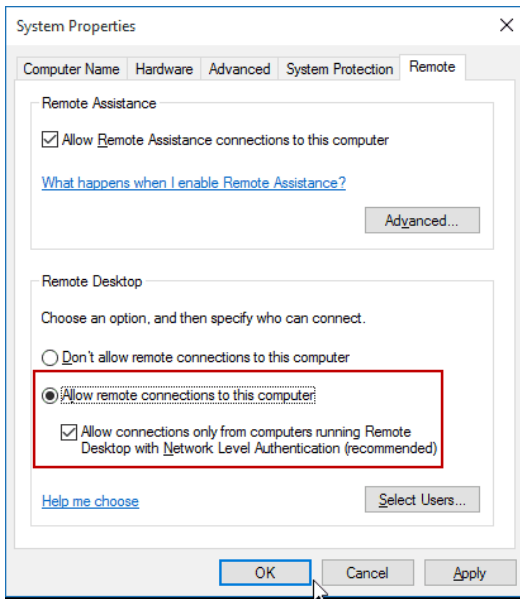 System Properties
Computer Name Hardware Advanced System Protection Remote
Remote Assistance
Allow Remote Assistance connections to this computer
What happens when I enable Remote Assistance?
Advanced...
Remote Desktop
Choose an option, and then specify who can connect.
Don't allow remote connections to this computer
Allow remote connections to this computer
Allow connections only from computers running Remote
Desktop with Network Level Authentication (recommended)
Help me choose
Select Users...
OK Cancel Apply